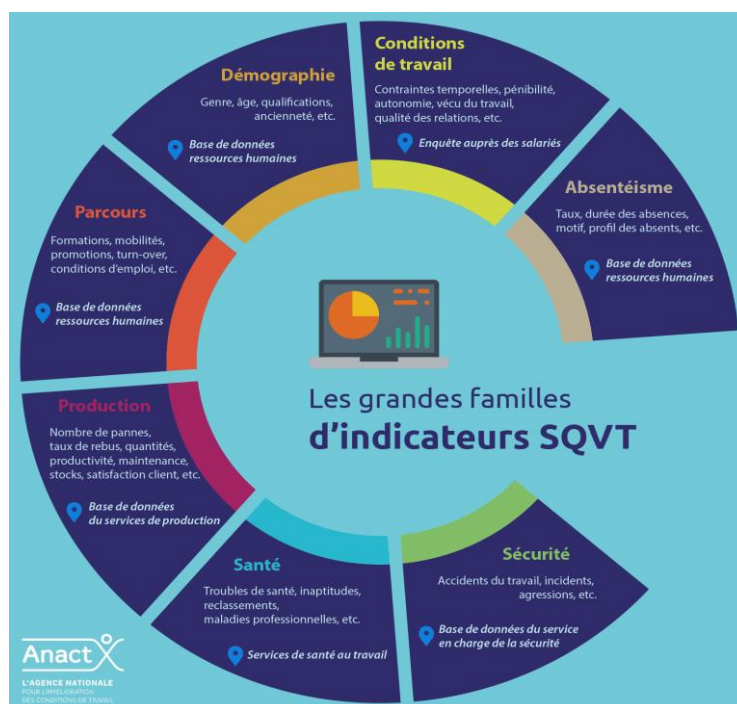 Conditions
de travail
Contraintes temporelles, pénibilité,
autonomie, vécu du travail,
qualité des relations, etc.
Enquête auprès des salariés
Absentéisme
Taux, durée des absences,
motif, profil des absents, etc.
Base de données
ressources humaines
Démographie
Genre, âge, qualifications,
ancienneté, etc.
Base de données
ressources humaines
Parcours
Formations, mobilités,
promotions, turn-over,
conditions d'emploi, etc.
Base de données
ressources humaines
Les grandes familles
d'indicateurs SQVT
Production
Nombre de pannes,
taux de rebus, quantités,
productivité, maintenance,
stocks, satisfaction client, etc.
Base de données
du services de production
Santé
Troubles de santé, inaptitudes,
reclassements,
maladies professionnelles, etc.
Services de santé au travail
Sécurité
Accidents du travail, incidents,
agressions, etc.
Base de données du service
en charge de la sécurité
Anact
L'AGENCE NATIONALE
POUR L'AMÉLIORATION
DES CONDITIONS DE TRAVAIL